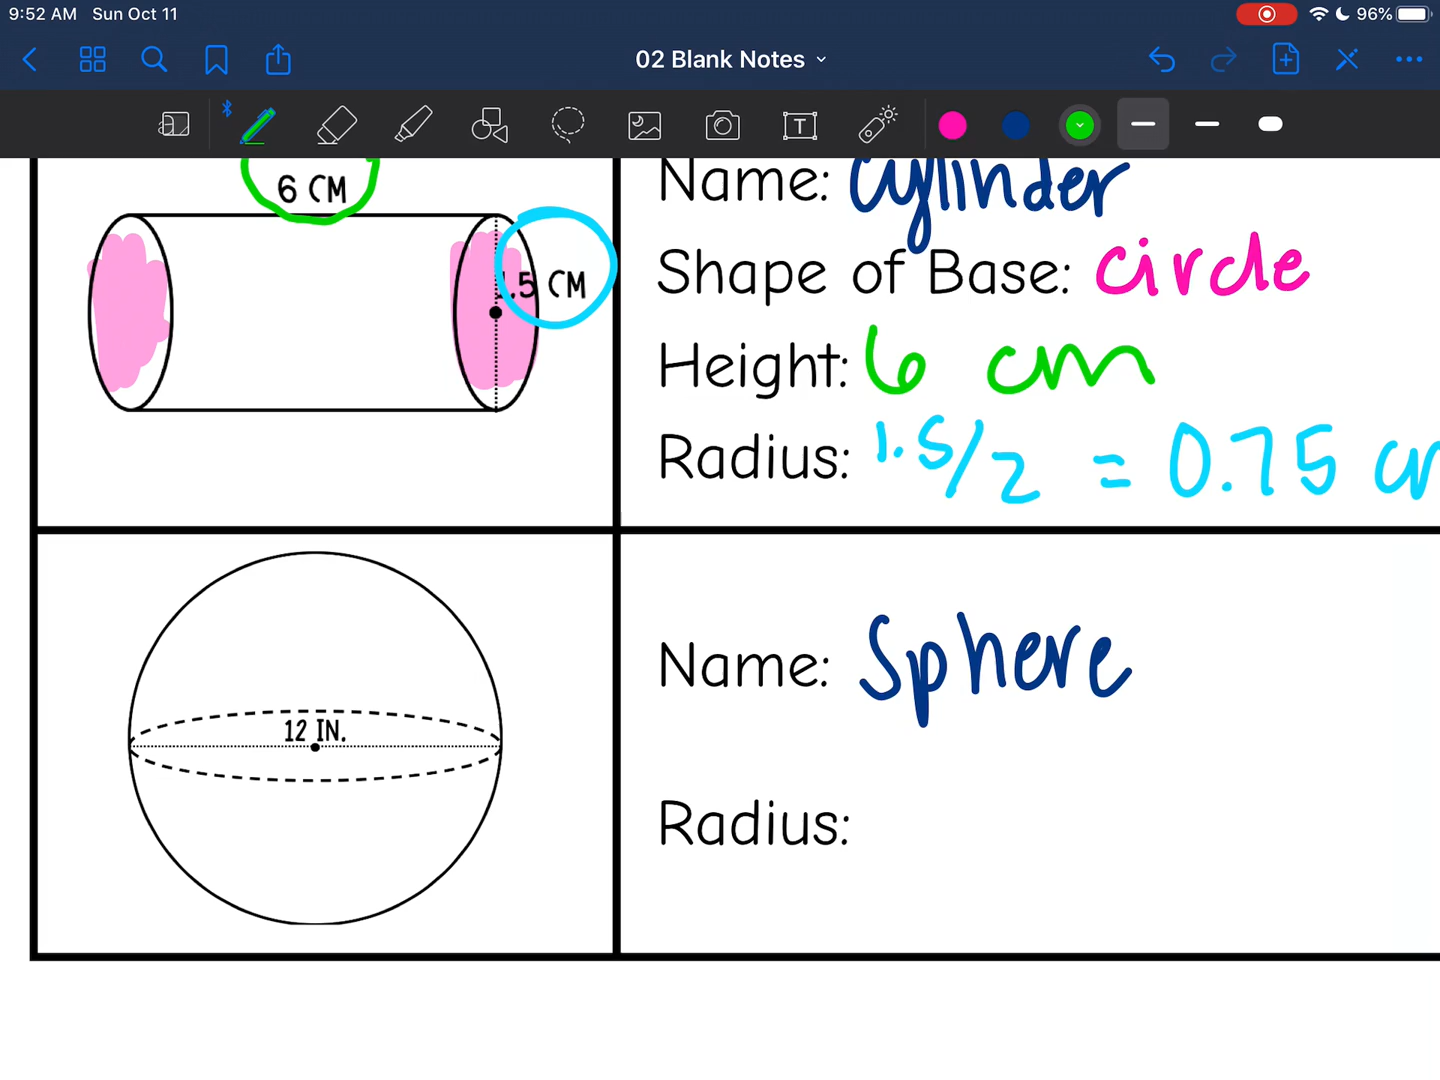 9:52 AM Sun Oct 11
96%
02 Blank Notes
T
6 CM
.5 CM
Name: Cylinder
Shape of Base: circle
Height: 6 cm
Radius: 1.5/2 = 0.75 cm
12 IN.
Name: Sphere
Radius: